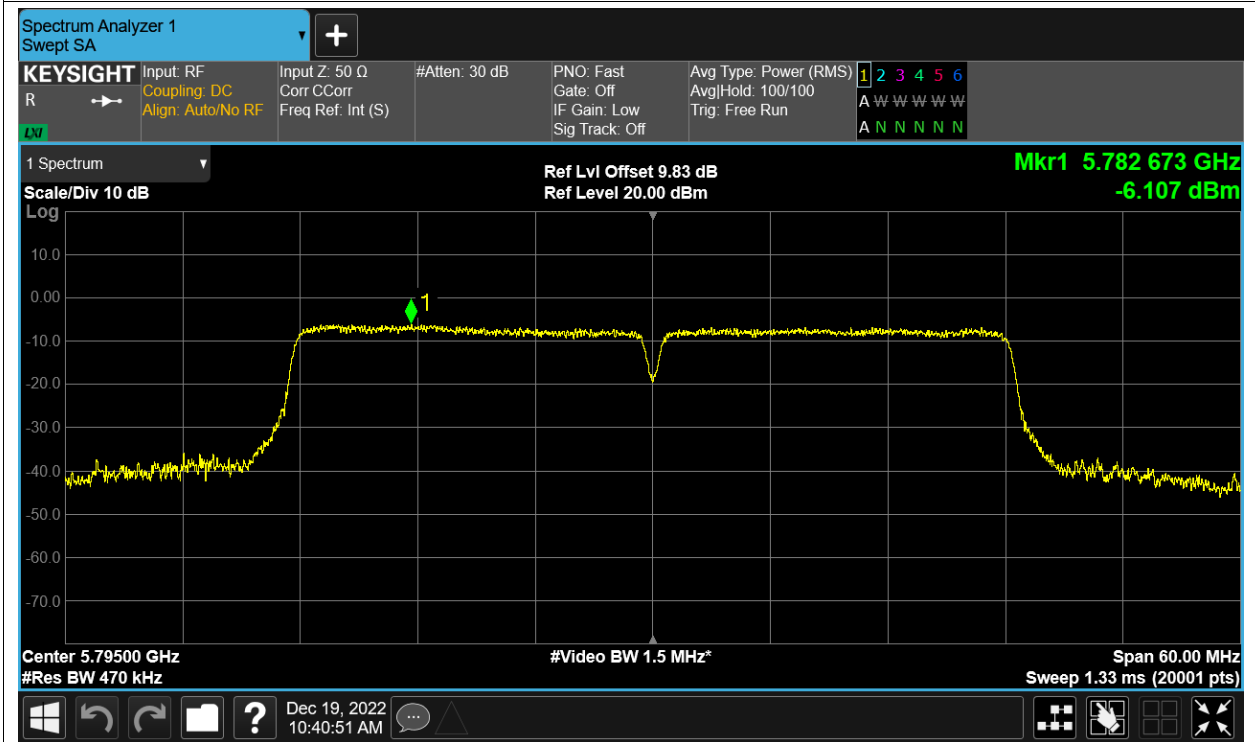 Spectrum Analyzer 1
Swept SA
+
KEYSIGHT
R
LXI
Input: RF
Coupling: DC
Align: Auto/No RF
Input Z: 50 Ω
Corr CCorr
Freq Ref: Int (S)
#Atten: 30 dB
PNO: Fast
Gate: Off
IF Gain: Low
Sig Track: Off
Avg Type: Power (RMS)
Avg|Hold: 100/100
Trig: Free Run
1 2 3 4 5 6
A W W W W W
A N N N N N
1 Spectrum
Scale/Div 10 dB
Ref Lvl Offset 9.83 dB
Ref Level 20.00 dBm
Mkr1 5.782 673 GHz
-6.107 dBm
Log
10.0
0.00
1
-10.0
-20.0
-30.0
-40.0
-50.0
-60.0
-70.0
Center 5.79500 GHz
#Res BW 470 kHz
#Video BW 1.5 MHz*
Span 60.00 MHz
Sweep 1.33 ms (20001 pts)
?
Dec 19, 2022
10:40:51 AM